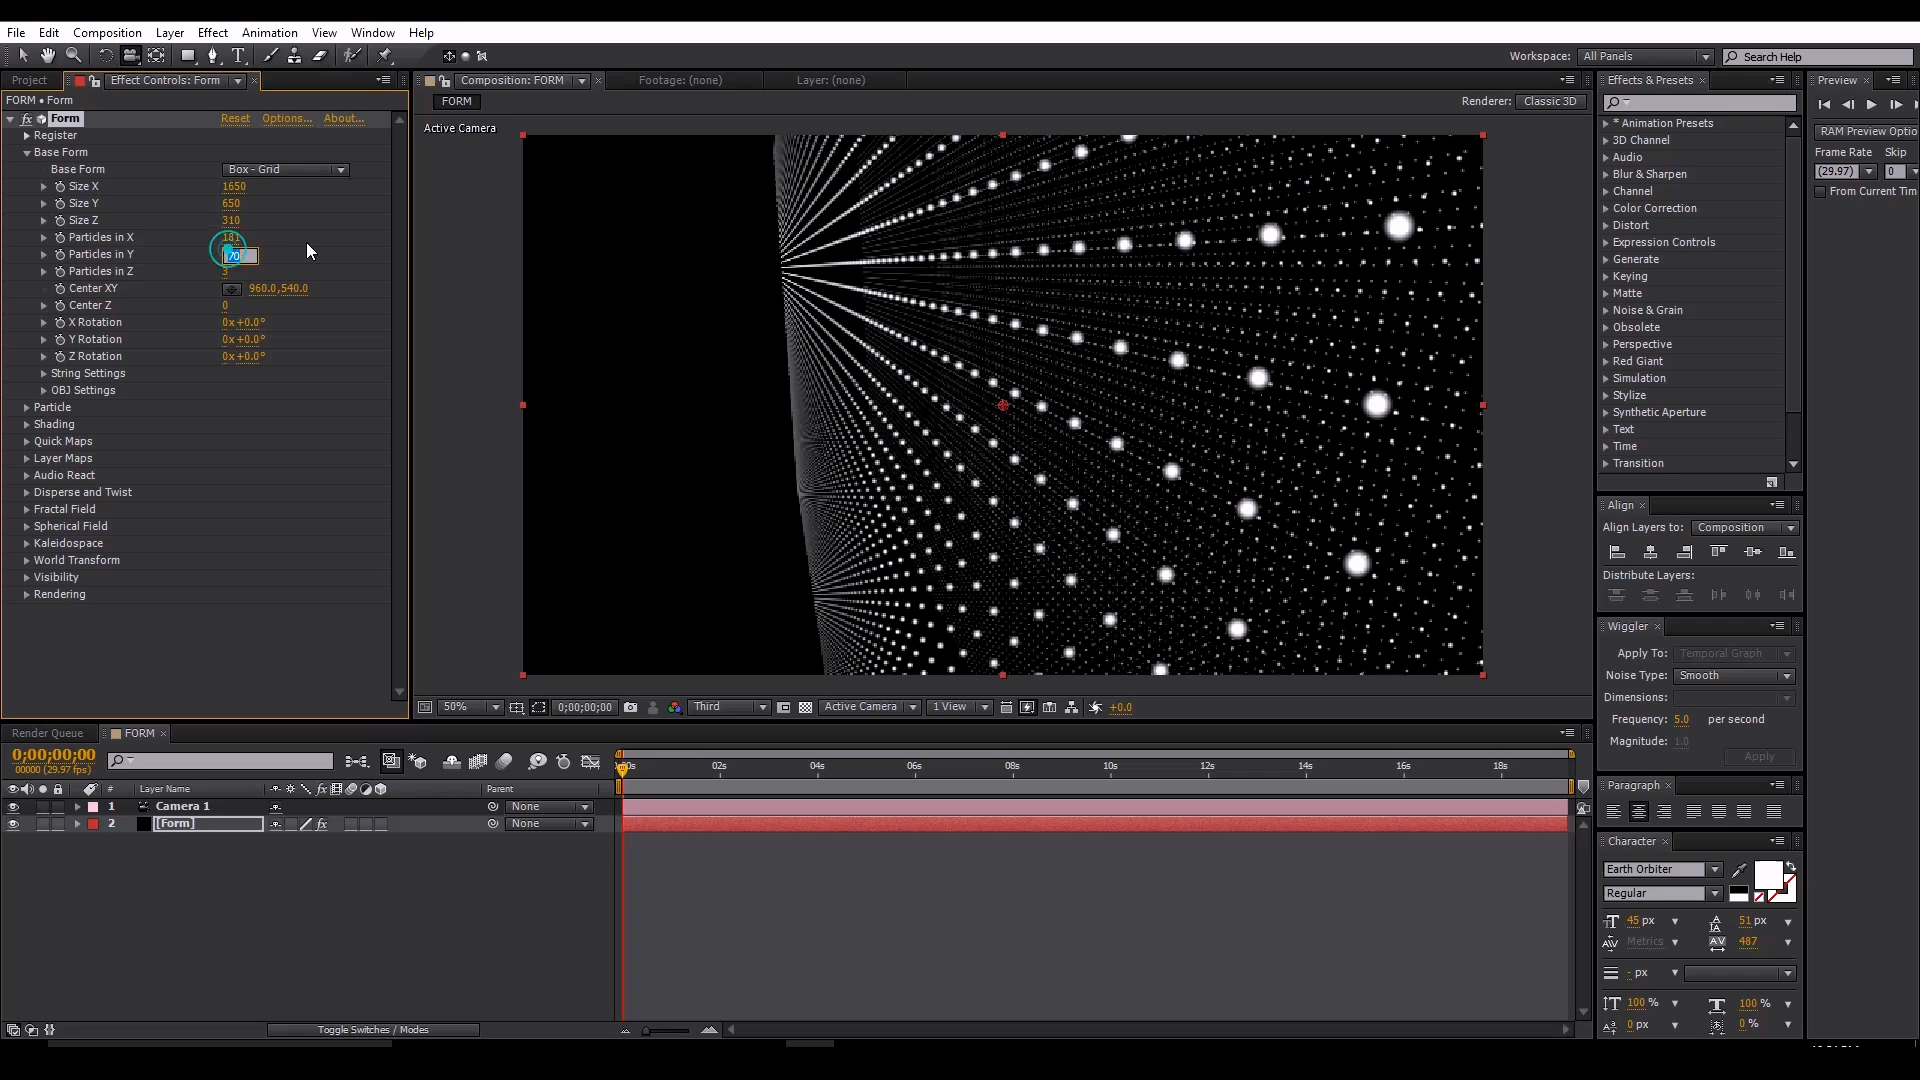 File Edit Composition Layer Effect Animation View Window Help
Workspace: All Panels Search Help
Project Effect Controls: Form Composition: FORM Footage: (none) Layer: (none) Effects & Presets Preview
FORM • Form FORM Renderer: Classic 3D
fx Form Reset Options... About... Active Camera
Register
Base Form
Base Form Box - Grid
Size X 1650
Size Y 650
Size Z 310
Particles in X 181
Particles in Y 70
Particles in Z 3
Center XY 960.0,540.0
Center Z 0
X Rotation 0x+0.0°
Y Rotation 0x+0.0°
Z Rotation 0x+0.0°
String Settings
OBJ Settings
Particle
Shading
Quick Maps
Layer Maps
Audio React
Disperse and Twist
Fractal Field
Spherical Field
Kaleidospace
World Transform
Visibility
Rendering
50% 0;00;00;00 Third Active Camera 1 View +0.0
* Animation Presets
3D Channel
Audio
Blur & Sharpen
Channel
Color Correction
Distort
Expression Controls
Generate
Keying
Matte
Noise & Grain
Obsolete
Perspective
Red Giant
Simulation
Stylize
Synthetic Aperture
Text
Time
Transition
RAM Preview Optio
Frame Rate Skip
(29.97) 0
From Current Tim
Align
Align Layers to: Composition
Distribute Layers:
Wiggler
Apply To: Temporal Graph
Noise Type: Smooth
Dimensions:
Frequency: 5.0 per second
Magnitude: 1.0
Apply
Paragraph
Character
Earth Orbiter
Regular
45 px 51 px
Metrics 487
- px
100 % 100 %
0 px 0 %
Render Queue FORM
0;00;00;00
00000 (29.97 fps)
02s 04s 06s 08s 10s 12s 14s 16s 18s
# Layer Name fx Parent
1 Camera 1 None
2 [Form] fx None
Toggle Switches / Modes